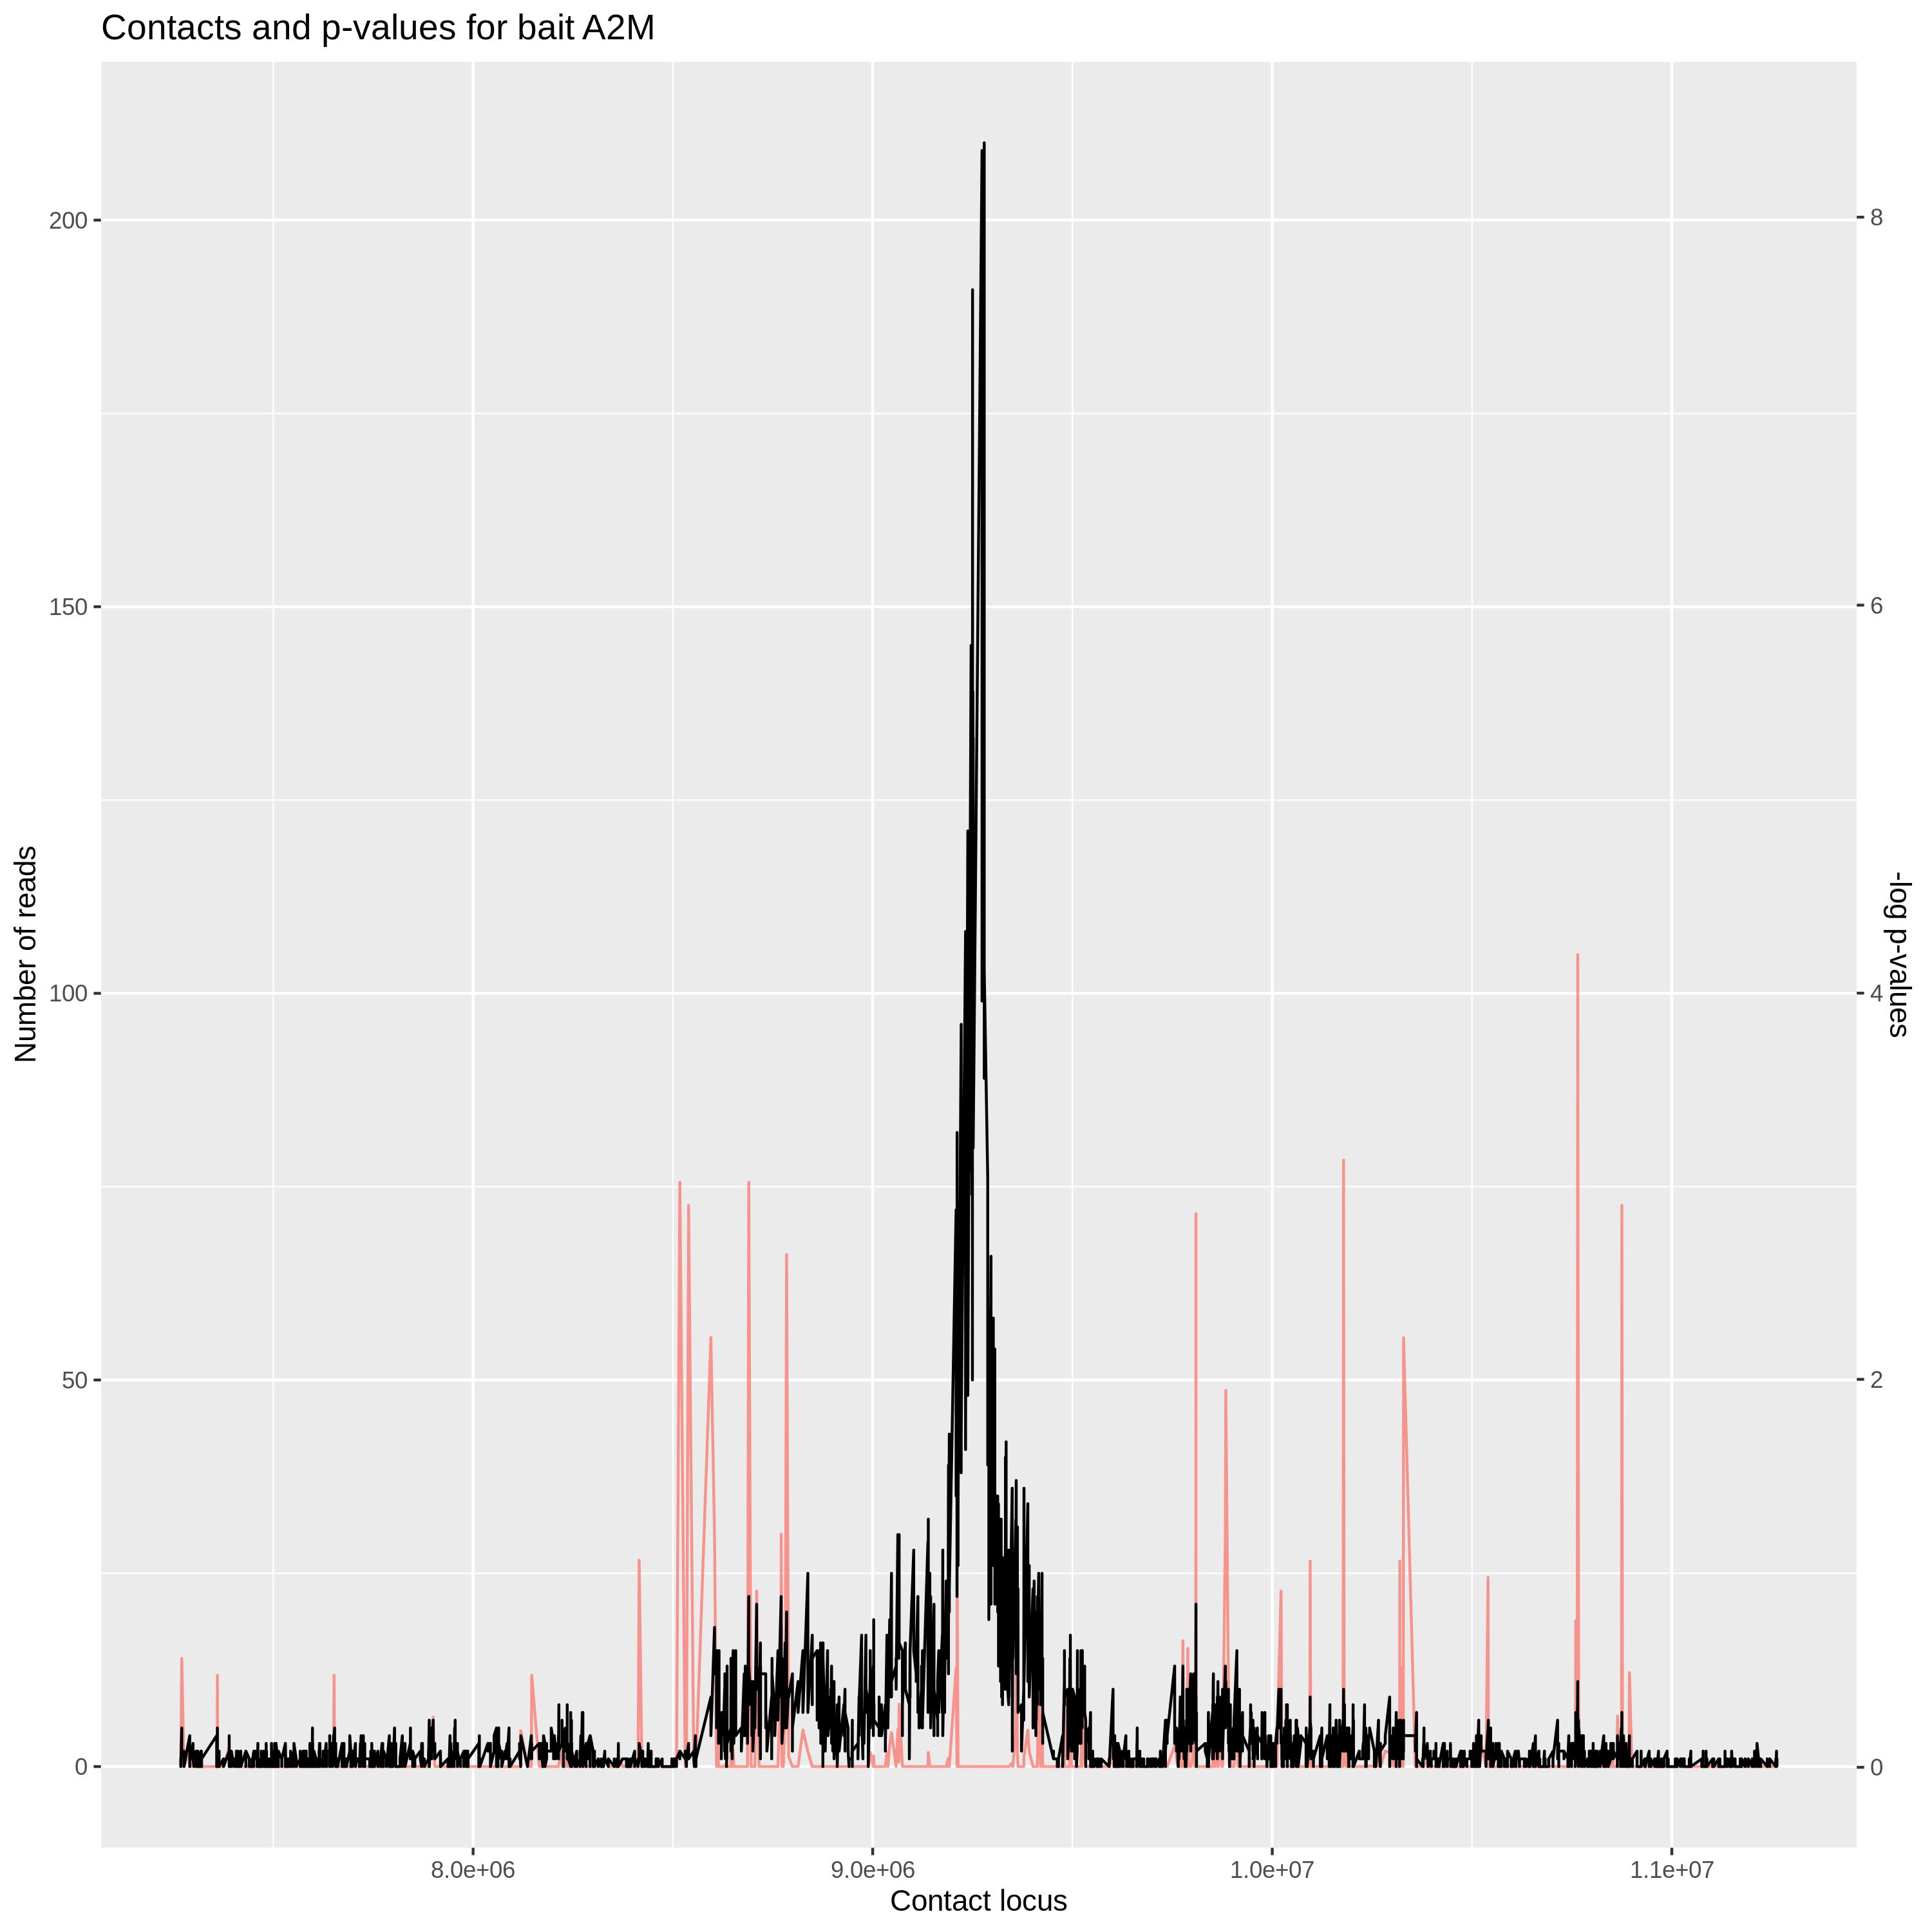 Contacts and p-values for bait A2M
200
150
100
50
0
Number of reads
8
6
4
2
0
-log p-values
8.0e+06
9.0e+06
1.0e+07
1.1e+07
Contact locus